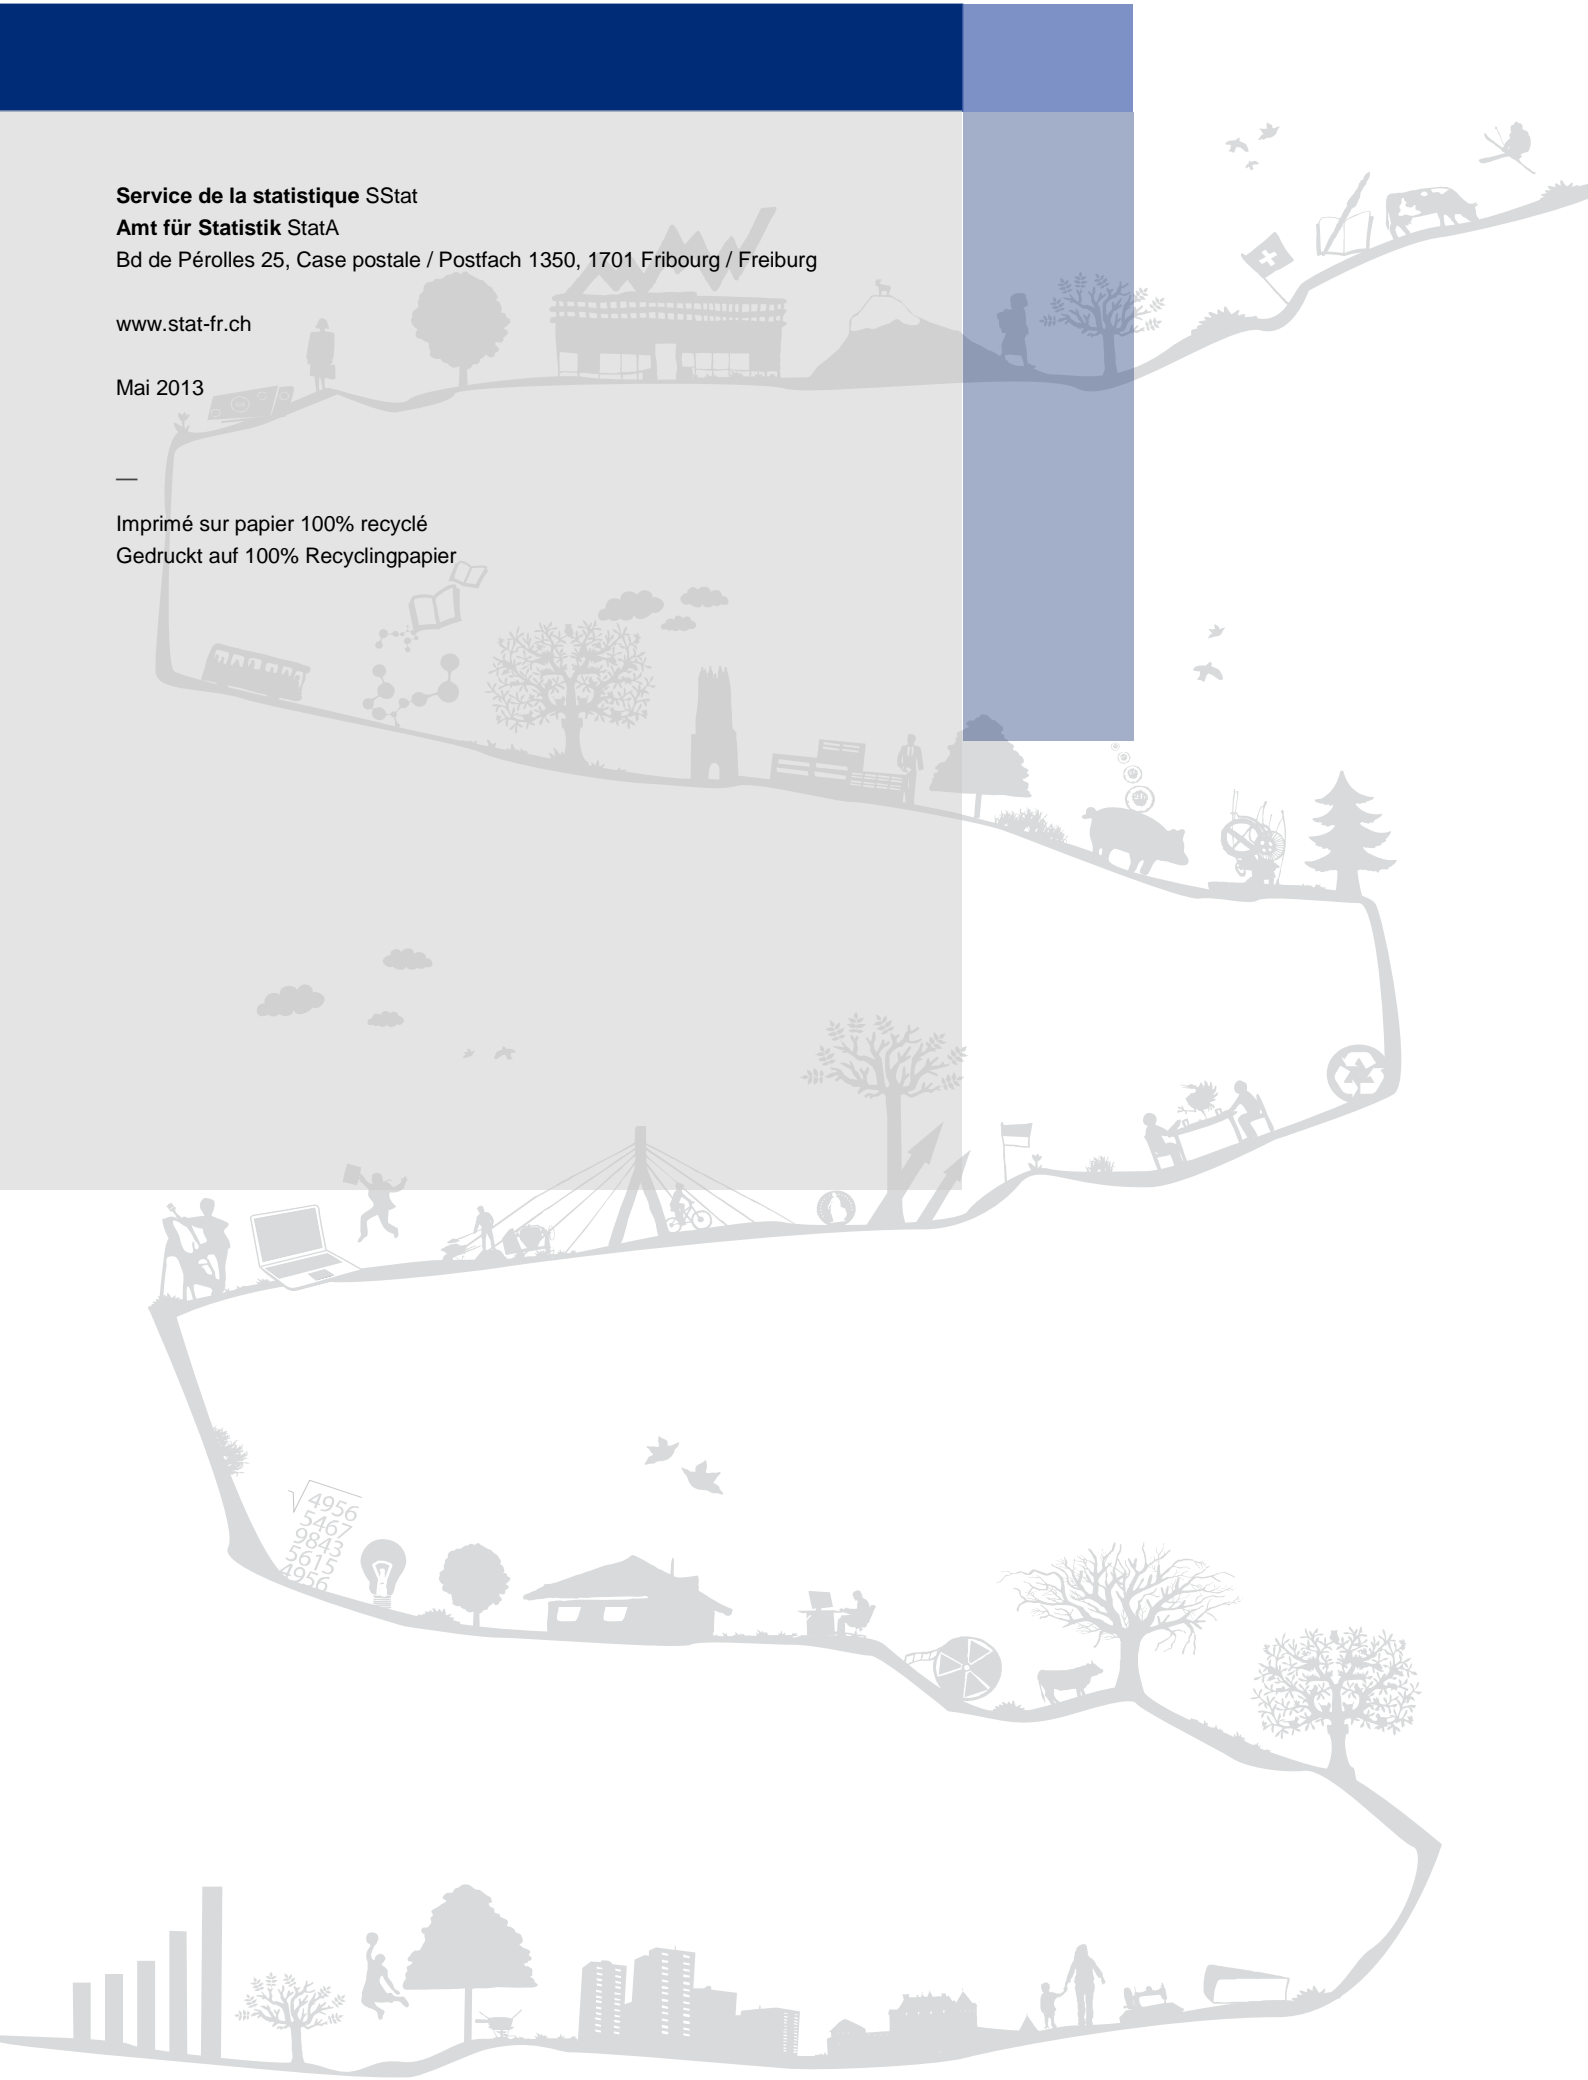 Service de la statistique SStat
Amt für Statistik StatA
Bd de Pérolles 25, Case postale / Postfach 1350, 1701 Fribourg / Freiburg
www.stat-fr.ch
Mai 2013
—
Imprimé sur papier 100% recyclé
Gedruckt auf 100% Recyclingpapier
4956
5467
9843
5615
4956